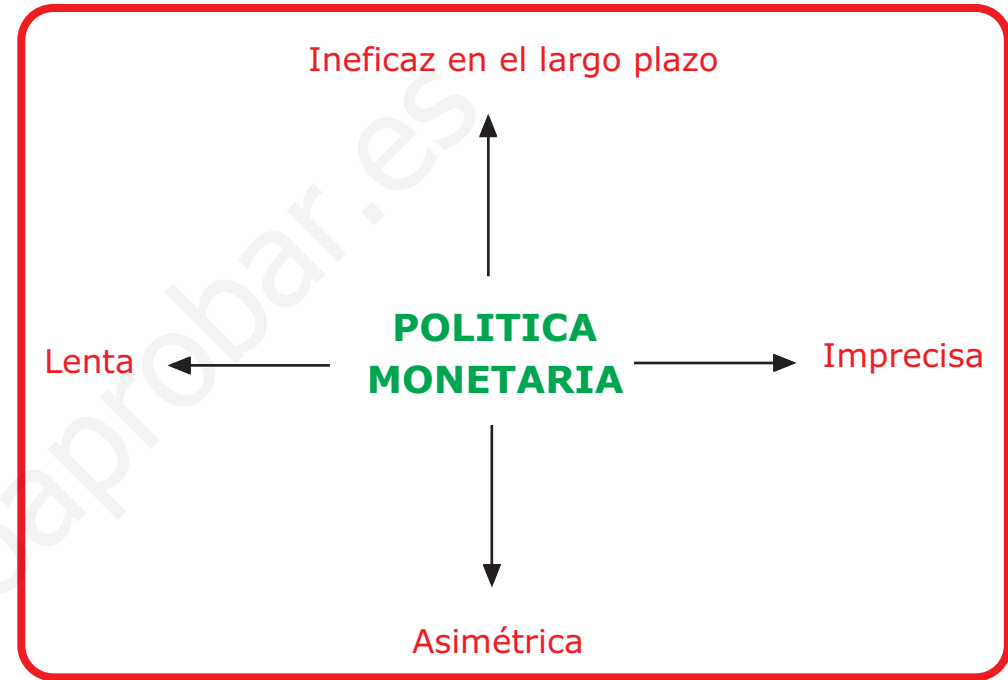 Ineficaz en el largo plazo
POLITICA
MONETARIA
Lenta
Imprecisa
Asimétrica
aprobar.es